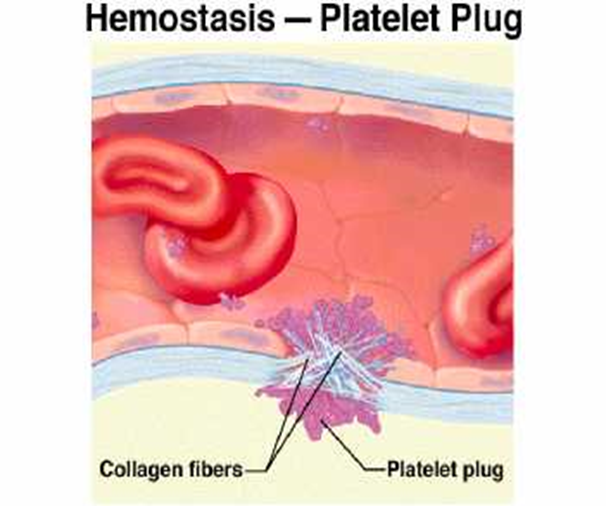 Hemostasis — Platelet Plug
Collagen fibers
Platelet plug